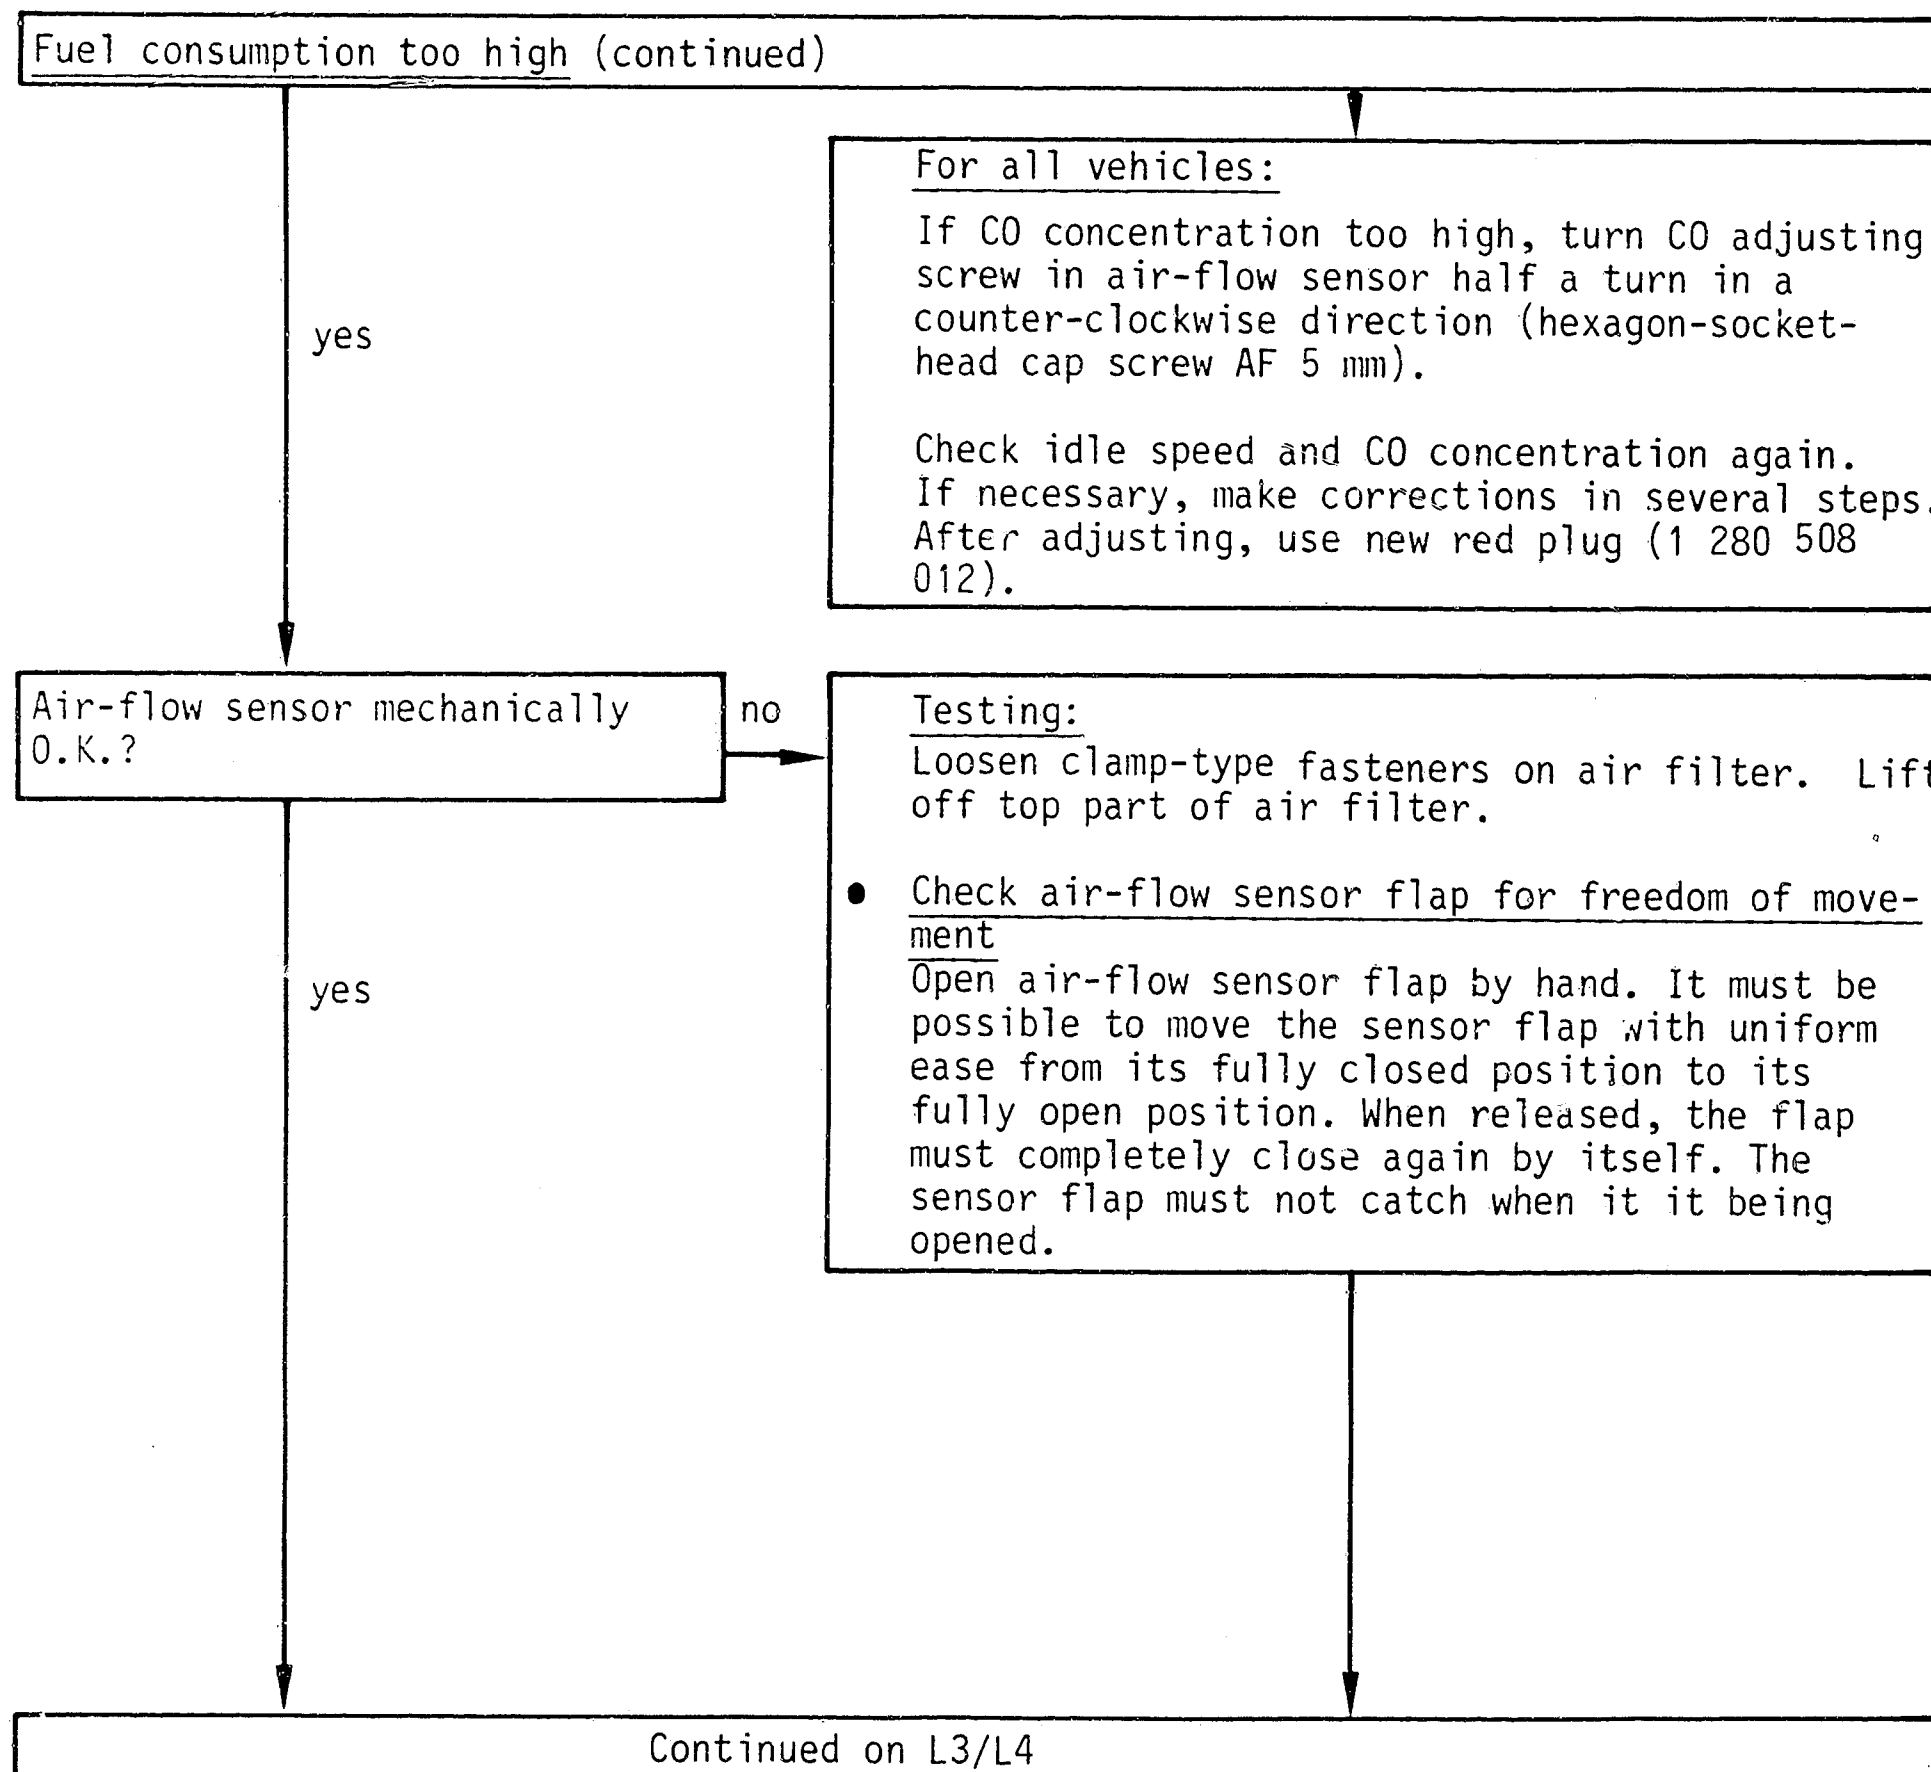 Fuel consumption too high (continued)
For all vehicles:
If CO concentration too high, turn CO adjusting
screw in air-flow sensor half a turn in a
counter-clockwise direction (hexagon-socket-
head cap screw AF 5 mm).
Check idle speed and CO concentration again.
If necessary, make corrections in several steps.
After adjusting, use new red plug (1 280 508
012).
yes
Air-flow sensor mechanically
O.K.?
no
Testing:
Loosen clamp-type fasteners on air filter. Lift
off top part of air filter.
● Check air-flow sensor flap for freedom of move-
ment
Open air-flow sensor flap by hand. It must be
possible to move the sensor flap with uniform
ease from its fully closed position to its
fully open position. When released, the flap
must completely close again by itself. The
sensor flap must not catch when it it being
opened.
yes
Continued on L3/L4